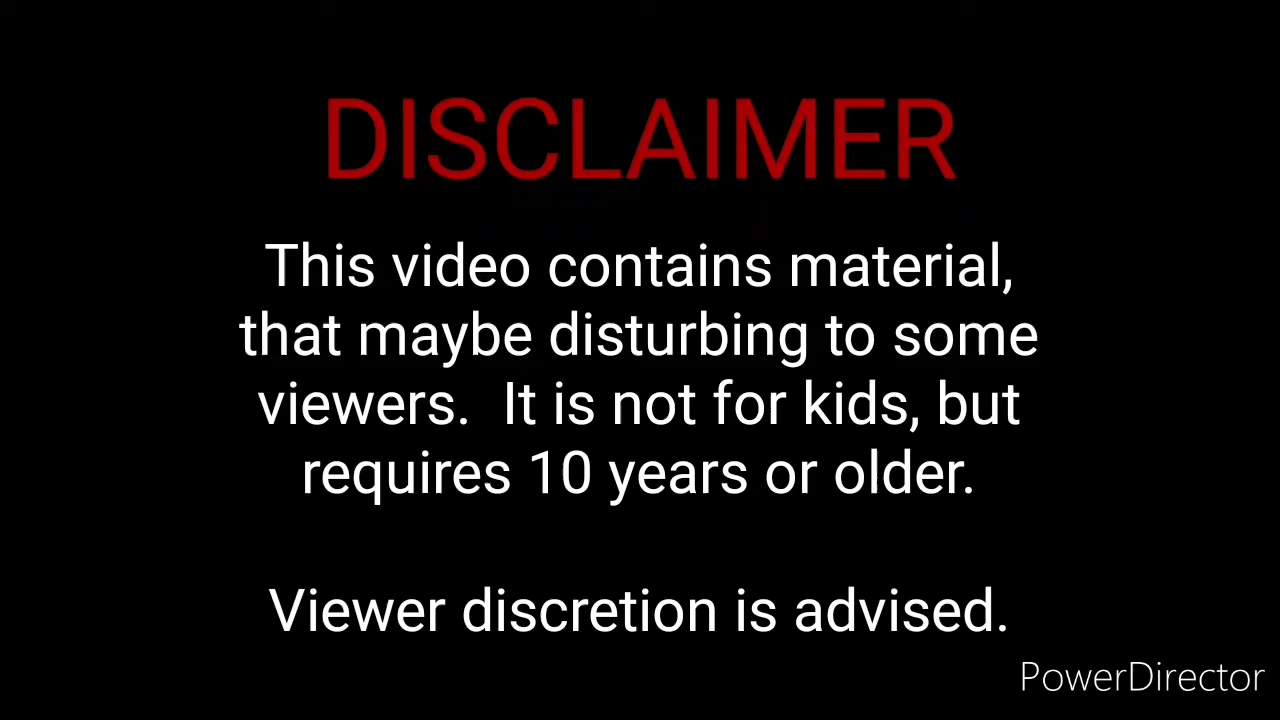 DISCLAIMER
This video contains material,
that maybe disturbing to some
viewers.  It is not for kids, but
requires 10 years or older.
Viewer discretion is advised.
PowerDirector